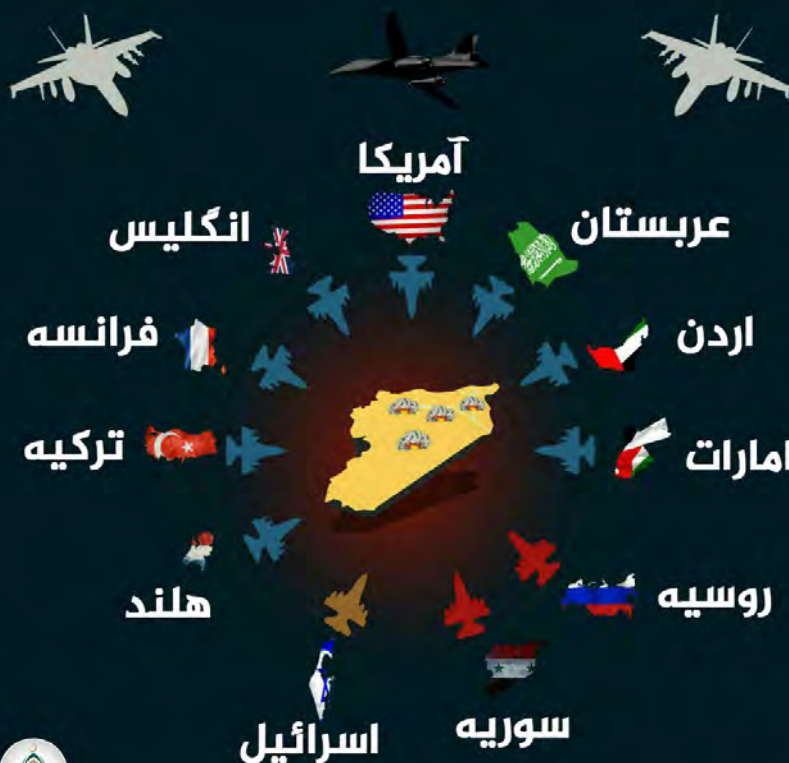 آمریکا
عربستان
انگلیس
اردن
فرانسه
امارات
ترکیه
روسیه
هلند
سوریه
اسرائیل